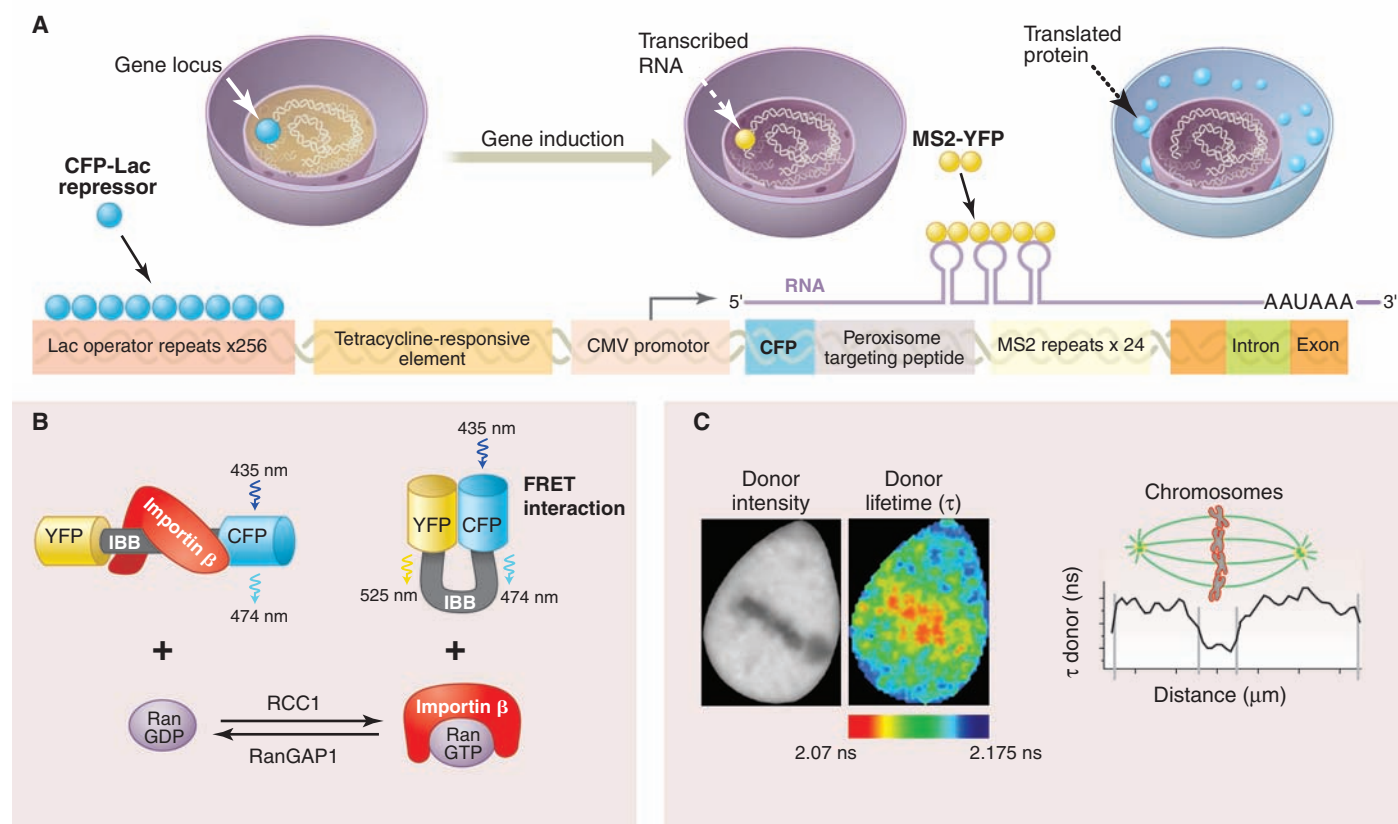 A
Gene locus
CFP-Lac
repressor
Gene induction
Transcribed
RNA
MS2-YFP
Translated
protein
5'
RNA
AAUAAA
3'
Lac operator repeats x256
Tetracycline-responsive
element
CMV promotor
CFP
Peroxisome
targeting peptide
MS2 repeats x 24
Intron
Exon
B
435 nm
YFP
IBB
Importin β
CFP
474 nm
+
Ran
GDP
RCC1
RanGAP1
435 nm
FRET
interaction
YFP
CFP
525 nm
IBB
474 nm
+
Importin β
Ran
GTP
C
Donor
intensity
Donor
lifetime (τ)
2.07 ns
2.175 ns
Chromosomes
τ donor (ns)
Distance (μm)